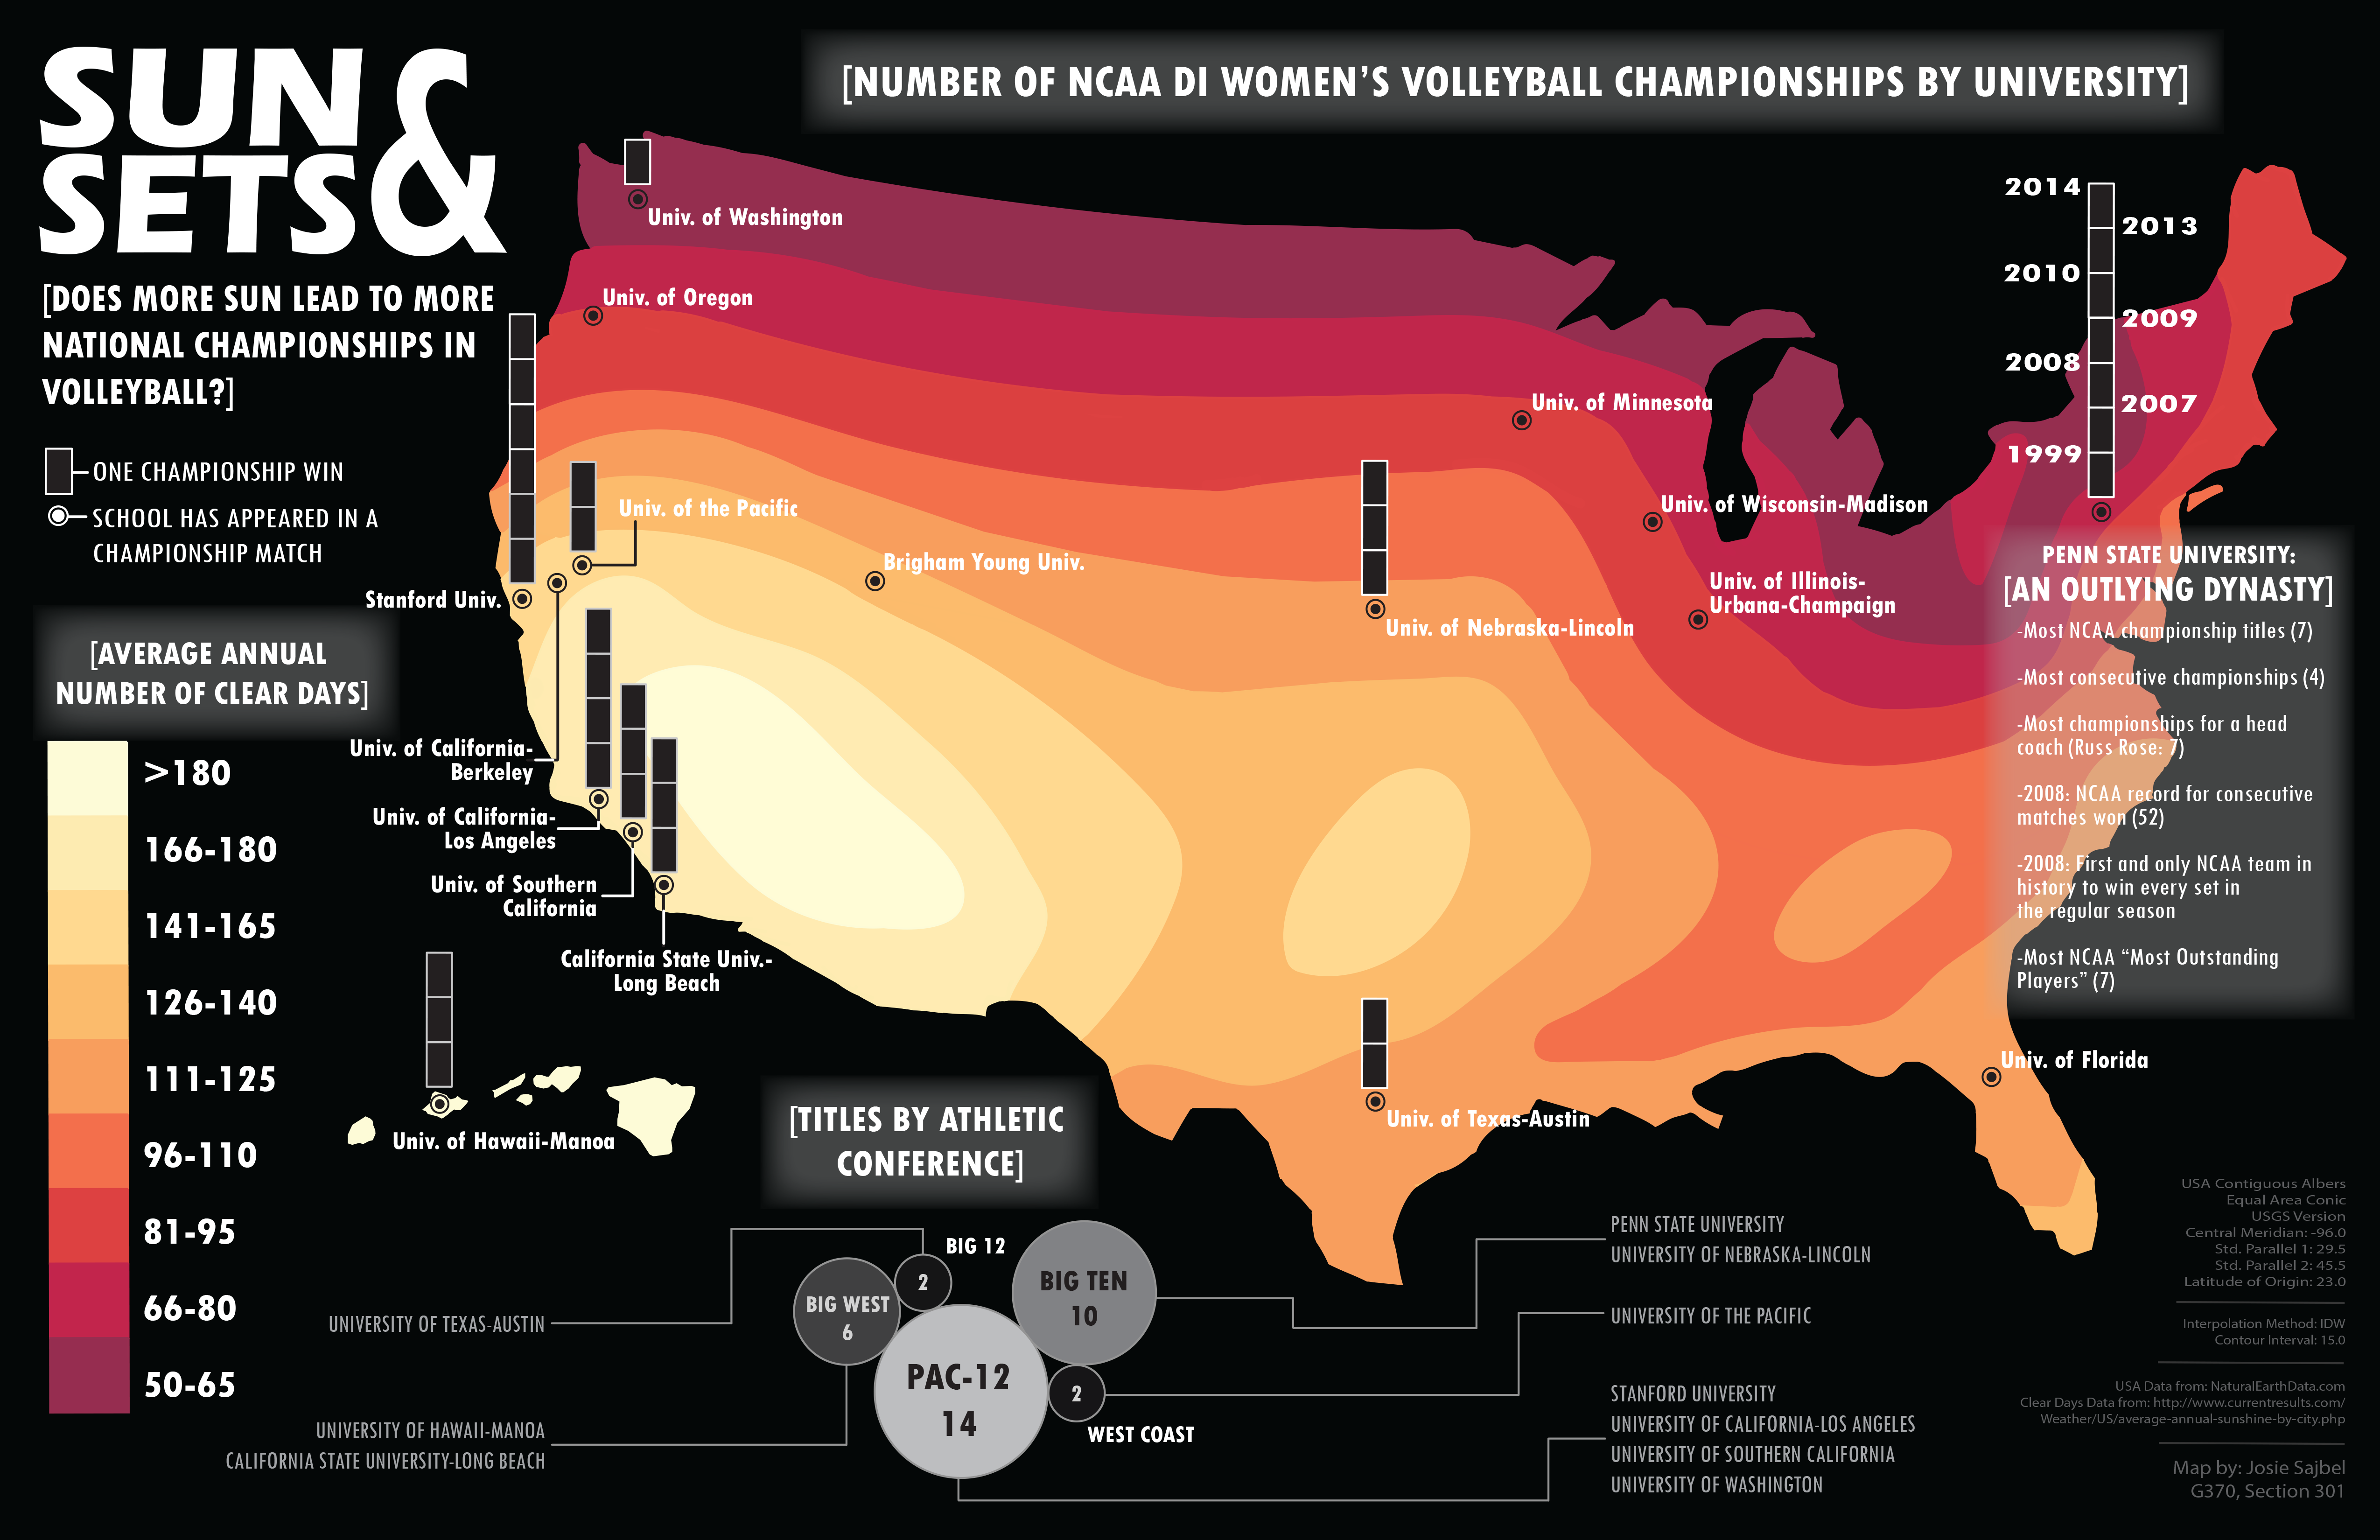 SUN &
SETS
[DOES MORE SUN LEAD TO MORE
NATIONAL CHAMPIONSHIPS IN
VOLLEYBALL?]
ONE CHAMPIONSHIP WIN
SCHOOL HAS APPEARED IN A
CHAMPIONSHIP MATCH
[NUMBER OF NCAA DI WOMEN'S VOLLEYBALL CHAMPIONSHIPS BY UNIVERSITY]
[AVERAGE ANNUAL
NUMBER OF CLEAR DAYS]
>180
166-180
141-165
126-140
111-125
96-110
81-95
66-80
50-65
Univ. of Washington
Univ. of Oregon
Univ. of the Pacific
Stanford Univ.
Brigham Young Univ.
Univ. of California-
Berkeley
Univ. of California-
Los Angeles
Univ. of Southern
California
California State Univ.-
Long Beach
Univ. of Hawaii-Manoa
Univ. of Minnesota
Univ. of Wisconsin-Madison
Univ. of Illinois-
Urbana-Champaign
Univ. of Nebraska-Lincoln
Univ. of Texas-Austin
Univ. of Florida
2014
2013
2010
2009
2008
2007
1999
PENN STATE UNIVERSITY:
[AN OUTLYING DYNASTY]
-Most NCAA championship titles (7)
-Most consecutive championships (4)
-Most championships for a head
coach (Russ Rose: 7)
-2008: NCAA record for consecutive
matches won (52)
-2008: First and only NCAA team in
history to win every set in
the regular season
-Most NCAA “Most Outstanding
Players” (7)
[TITLES BY ATHLETIC
CONFERENCE]
BIG 12
2
BIG WEST
6
BIG TEN
10
PAC-12
14
2
WEST COAST
UNIVERSITY OF TEXAS-AUSTIN
UNIVERSITY OF HAWAII-MANOA
CALIFORNIA STATE UNIVERSITY-LONG BEACH
PENN STATE UNIVERSITY
UNIVERSITY OF NEBRASKA-LINCOLN
UNIVERSITY OF THE PACIFIC
STANFORD UNIVERSITY
UNIVERSITY OF CALIFORNIA-LOS ANGELES
UNIVERSITY OF SOUTHERN CALIFORNIA
UNIVERSITY OF WASHINGTON
USA Contiguous Albers
Equal Area Conic
USGS Version
Central Meridian: -96.0
Std. Parallel 1: 29.5
Std. Parallel 2: 45.5
Latitude of Origin: 23.0
Interpolation Method: IDW
Contour Interval: 15.0
USA Data from: NaturalEarthData.com
Clear Days Data from: http://www.currentresults.com/
Weather/US/average-annual-sunshine-by-city.php
Map by: Josie Sajbel
G370, Section 301